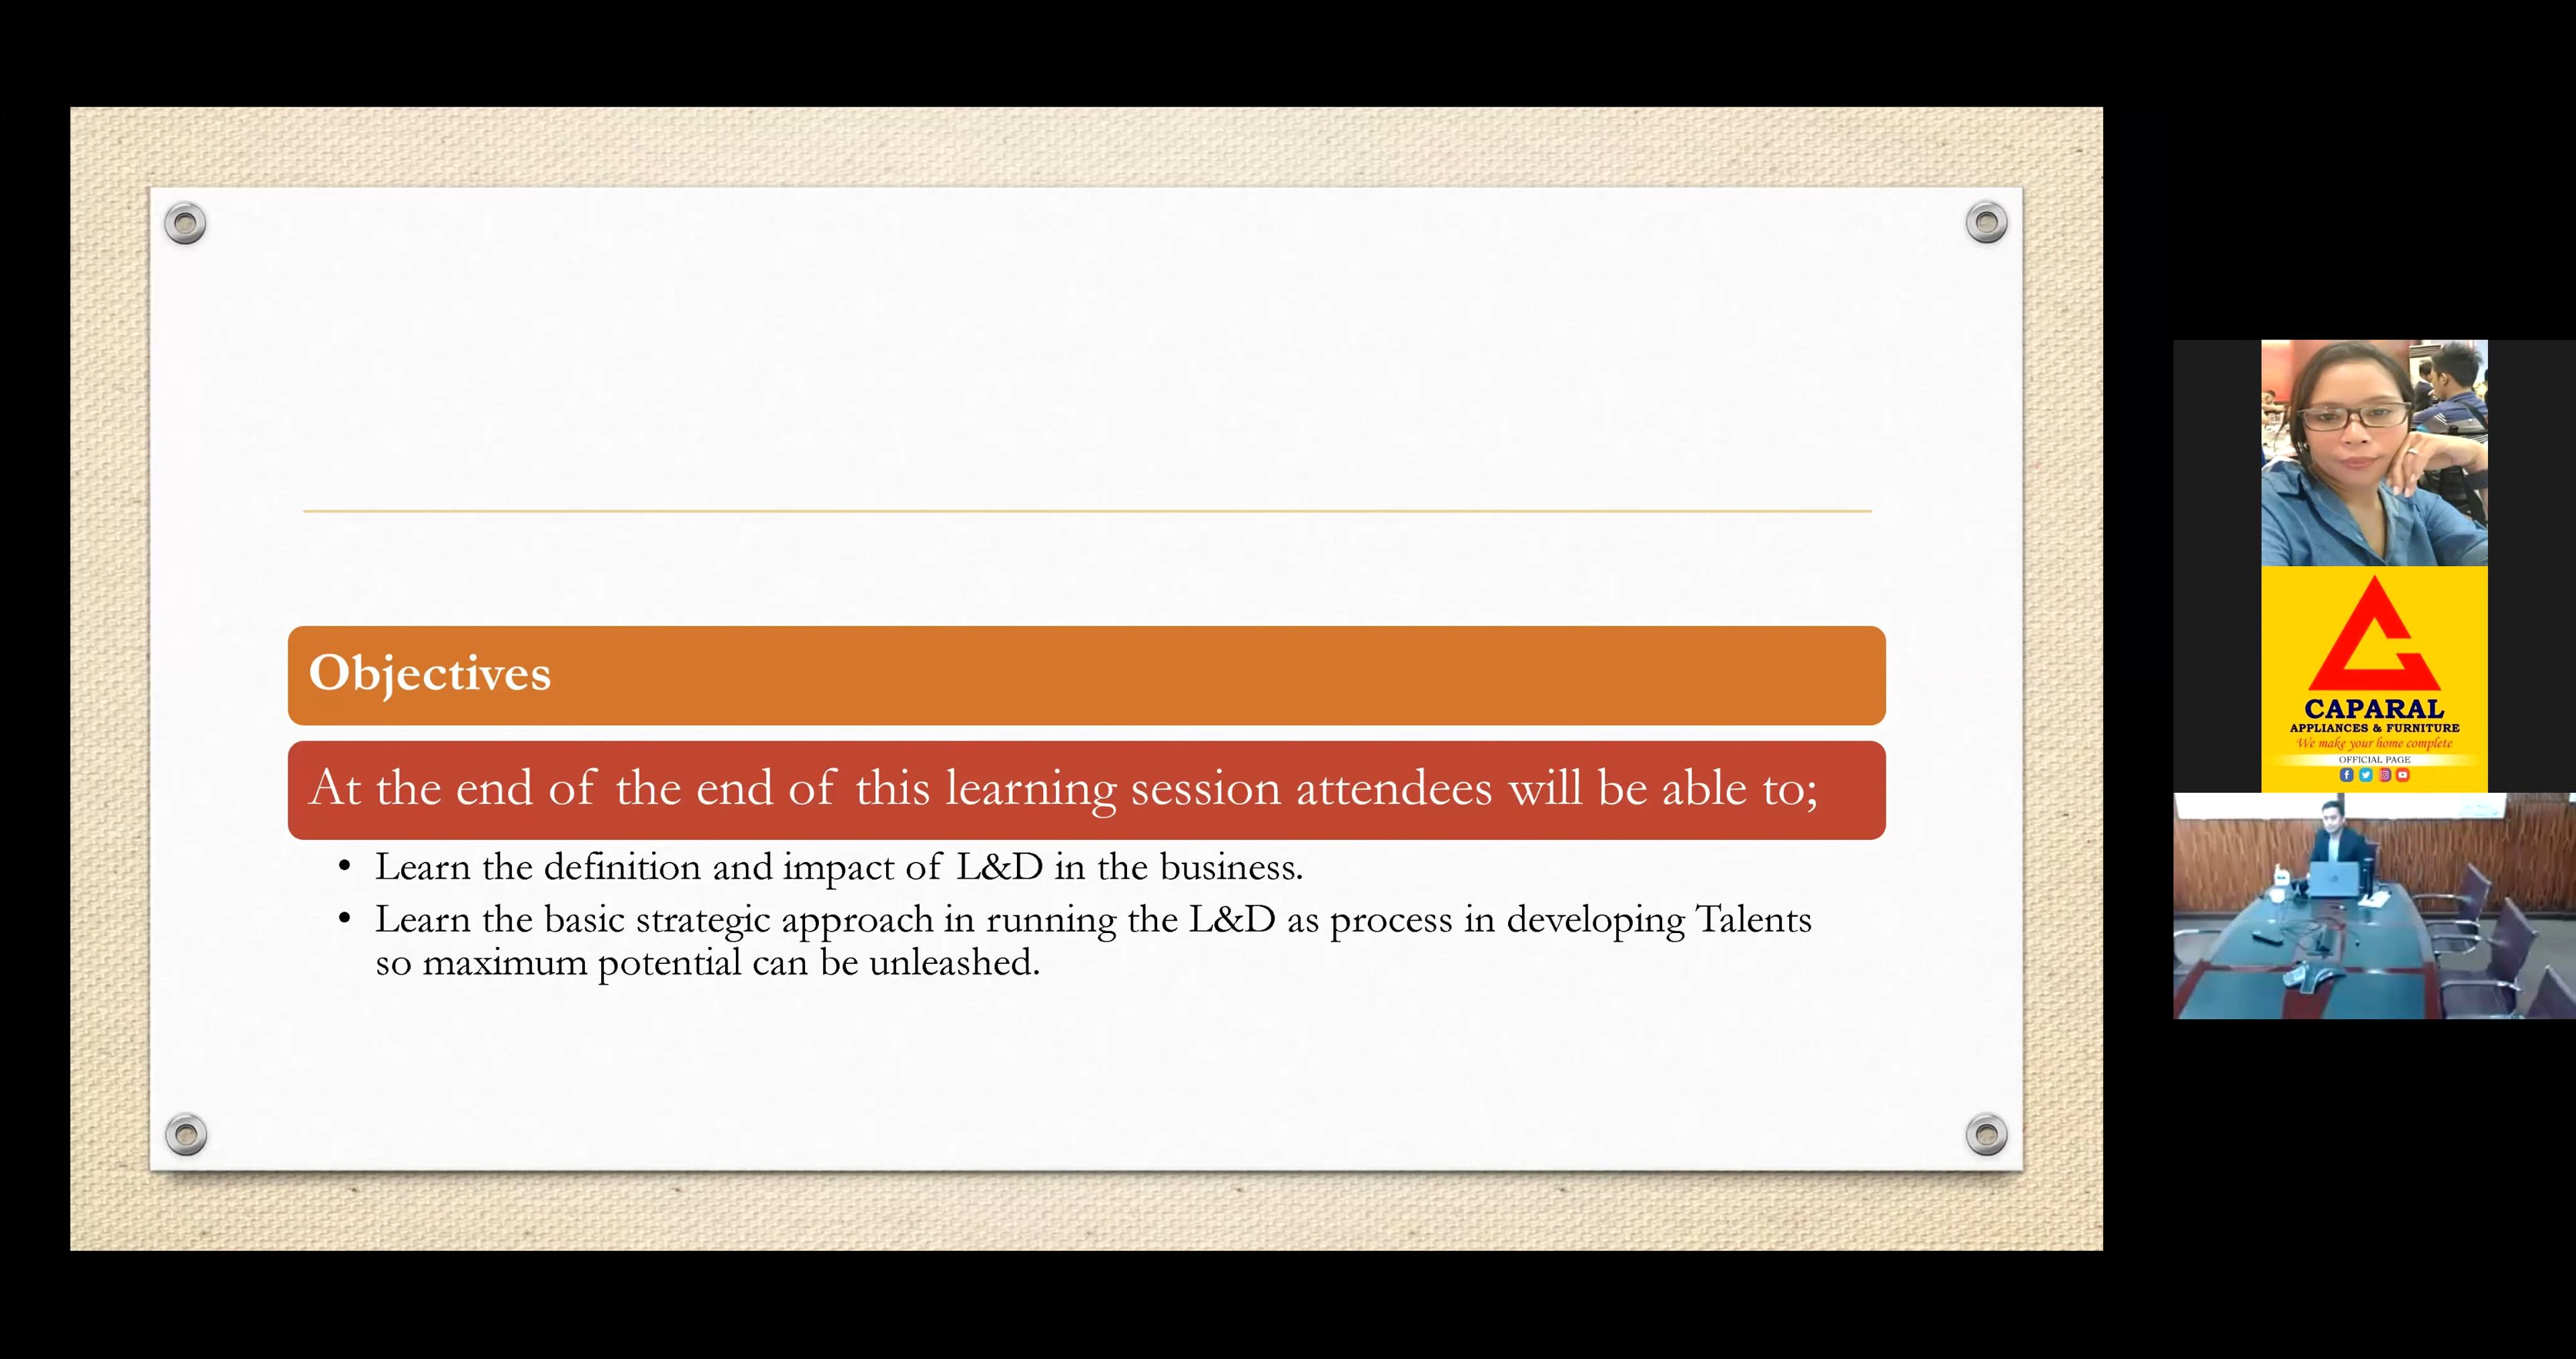 Objectives
At the end of the end of this learning session attendees will be able to;
• Learn the definition and impact of L&D in the business.
• Learn the basic strategic approach in running the L&D as process in developing Talents
so maximum potential can be unleashed.
CAPARAL
APPLIANCES & FURNITURE
We make your home complete
OFFICIAL PAGE